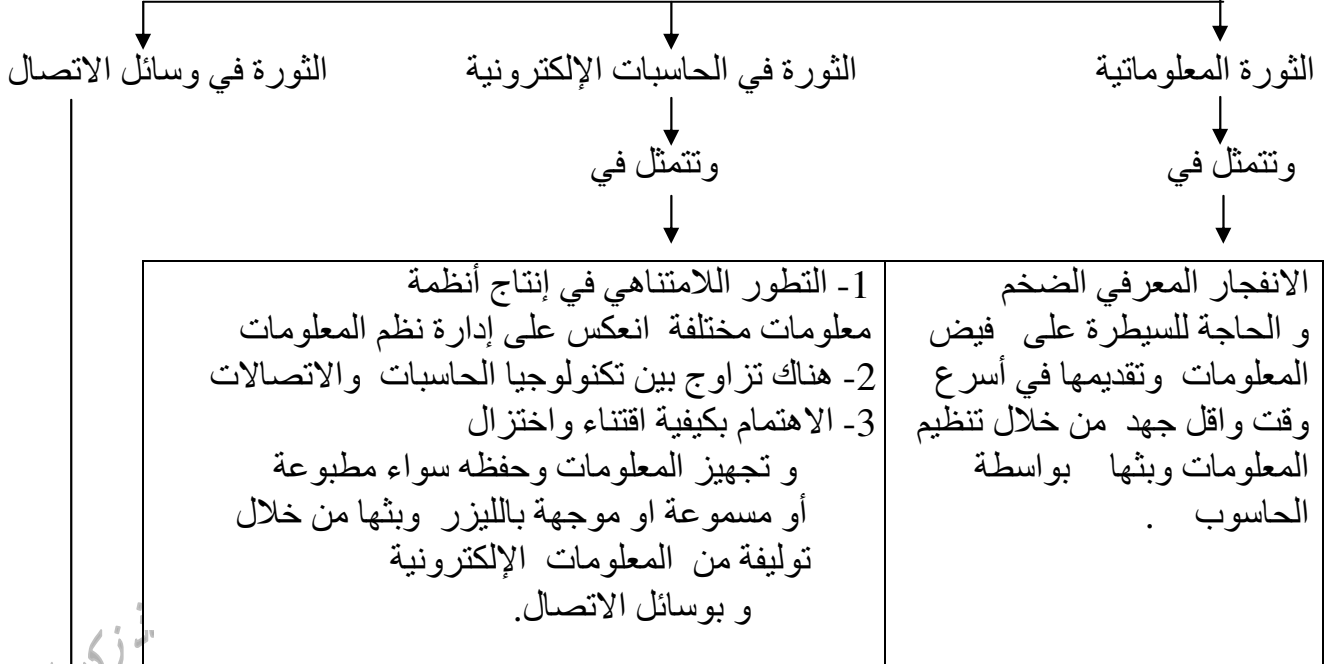 الثورة المعلوماتية
الثورة في الحاسبات الإلكترونية
الثورة في وسائل الاتصال
وتتمثل في
وتتمثل في
الانفجار المعرفي الضخم
و الحاجة للسيطرة على فيض
المعلومات وتقديمها في أسرع
وقت واقل جهد من خلال تنظيم
المعلومات وبثها بواسطة
الحاسوب .
1- التطور اللامتناهي في إنتاج أنظمة
معلومات مختلفة انعكس على إدارة نظم المعلومات
2- هناك تزاوج بين تكنولوجيا الحاسبات والاتصالات
3- الاهتمام بكيفية اقتناء واختزال
و تجهيز المعلومات وحفظه سواء مطبوعة
أو مسموعة او موجهة بالليزر وبثها من خلال
توليفة من المعلومات الإلكترونية
و بوسائل الاتصال.